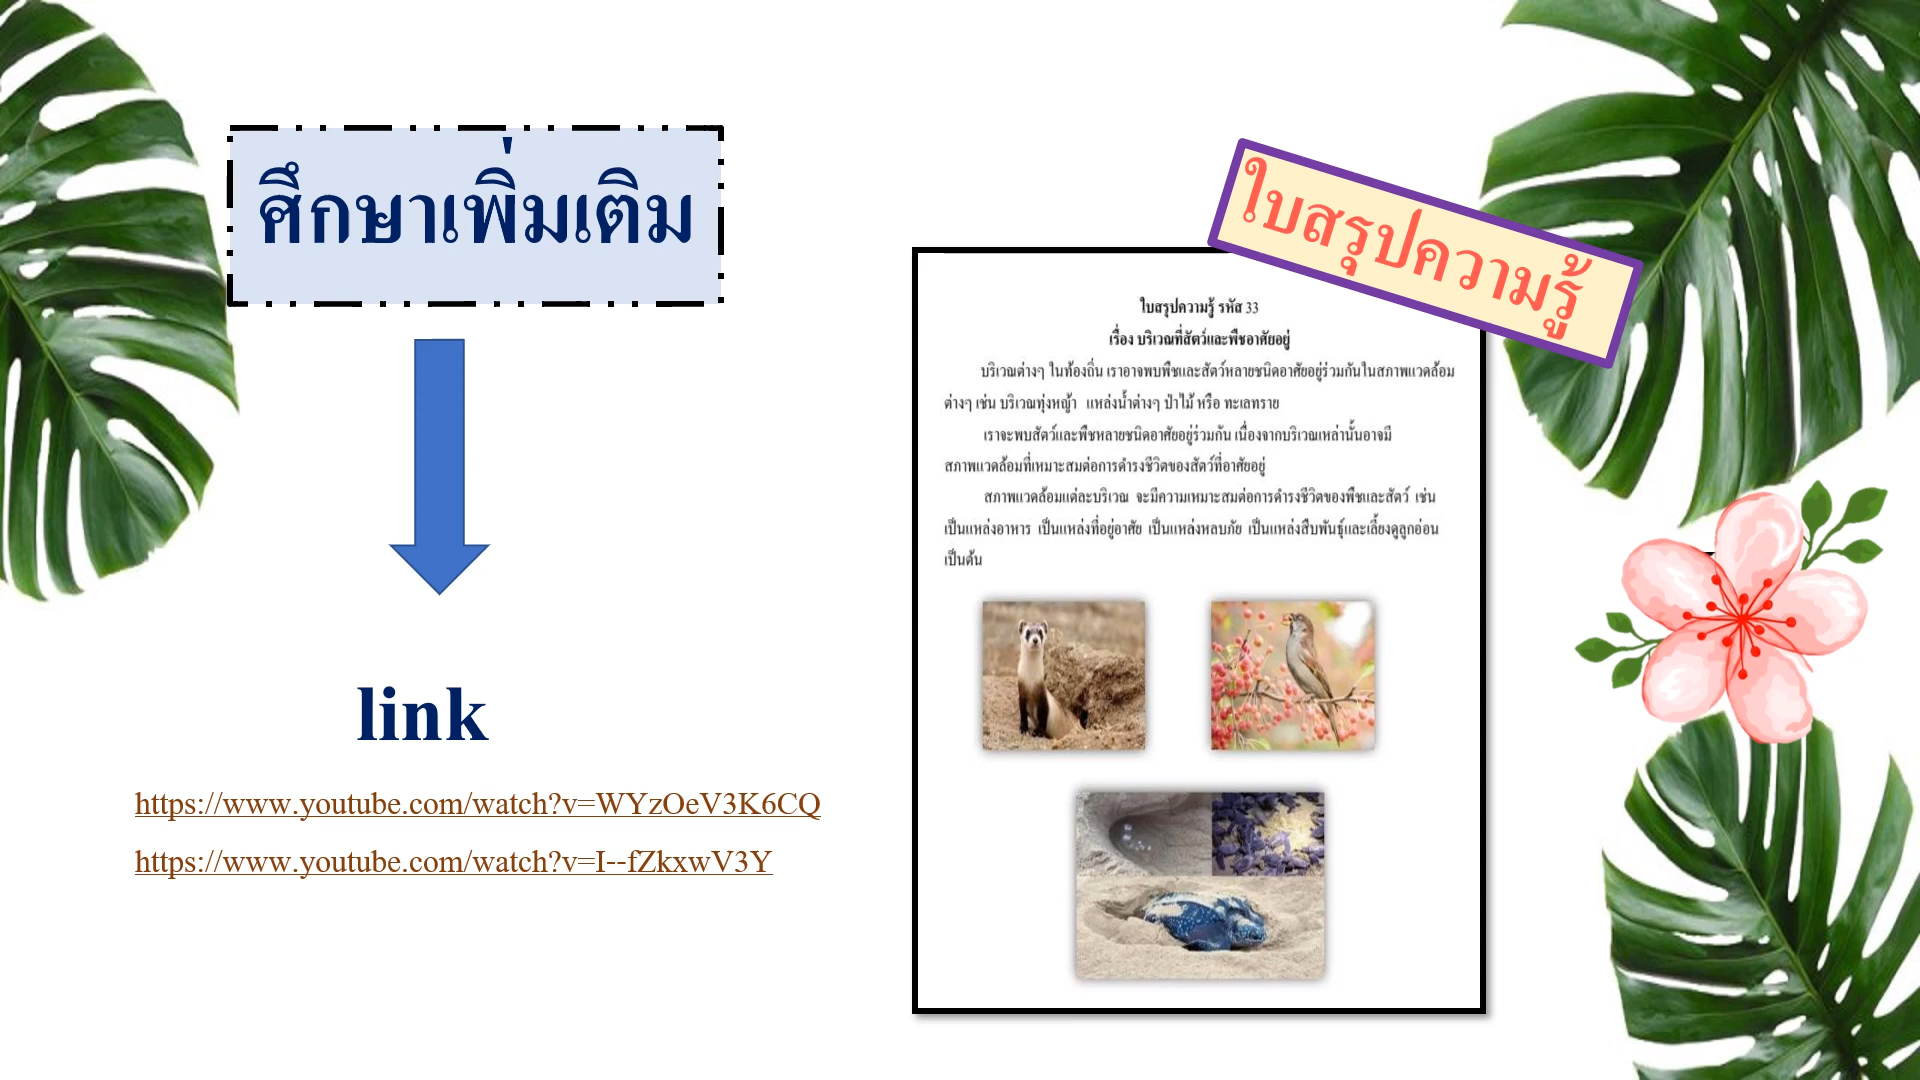 ศึกษาเพิ่มเติม
link
https://www.youtube.com/watch?v=WYzOeV3K6CQ
https://www.youtube.com/watch?v=I--fZkxwV3Y
ใบสรุปความรู้
ใบสรุปความรู้ รหัส 33
เรื่อง บริเวณที่สัตว์และพืชอาศัยอยู่
บริเวณต่างๆ ในท้องถิ่น เราอาจพบพืชและสัตว์หลายชนิดอาศัยอยู่ร่วมกันในสภาพแวดล้อม
ต่างๆ เช่น บริเวณทุ่งหญ้า แหล่งน้ำต่างๆ ป่าไม้ หรือ ทะเลทราย
เราจะพบสัตว์และพืชหลายชนิดอาศัยอยู่ร่วมกัน เนื่องจากบริเวณเหล่านั้นอาจมี
สภาพแวดล้อมที่เหมาะสมต่อการดำรงชีวิตของสัตว์ที่อาศัยอยู่
สภาพแวดล้อมแต่ละบริเวณ จะมีความเหมาะสมต่อการดำรงชีวิตของพืชและสัตว์ เช่น
เป็นแหล่งอาหาร เป็นแหล่งที่อยู่อาศัย เป็นแหล่งหลบภัย เป็นแหล่งสืบพันธุ์และเลี้ยงดูลูกอ่อน
เป็นต้น